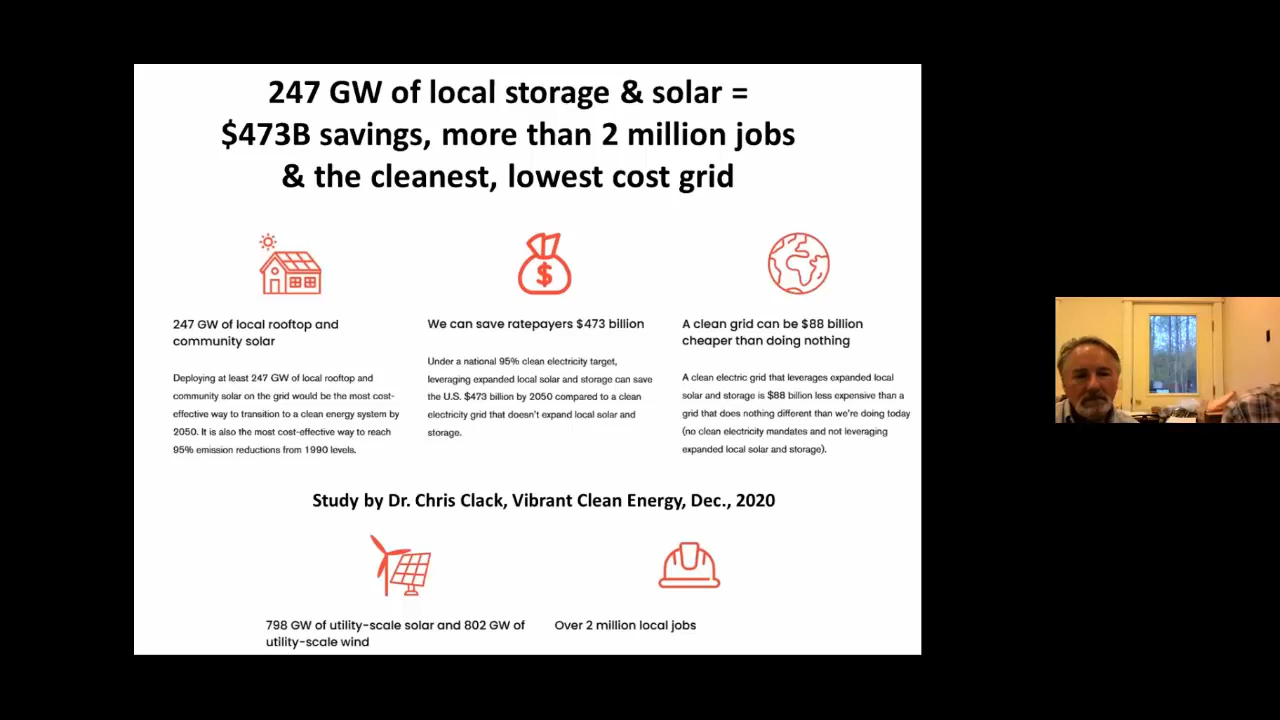 247 GW of local storage & solar =
$473B savings, more than 2 million jobs
& the cleanest, lowest cost grid
247 GW of local rooftop and
community solar
Deploying at least 247 GW of local rooftop and
community solar on the grid would be the most cost-
effective way to transition to a clean energy system by
2050. It is also the most cost-effective way to reach
95% emission reductions from 1990 levels.
We can save ratepayers $473 billion
Under a national 95% clean electricity target,
leveraging expanded local solar and storage can save
the U.S. $473 billion by 2050 compared to a clean
electricity grid that doesn't expand local solar and
storage.
A clean grid can be $88 billion
cheaper than doing nothing
A clean electric grid that leverages expanded local
solar and storage is $88 billion less expensive than a
grid that does nothing different than we're doing today
(no clean electricity mandates and not leveraging
expanded local solar and storage).
Study by Dr. Chris Clack, Vibrant Clean Energy, Dec., 2020
798 GW of utility-scale solar and 802 GW of
utility-scale wind
Over 2 million local jobs